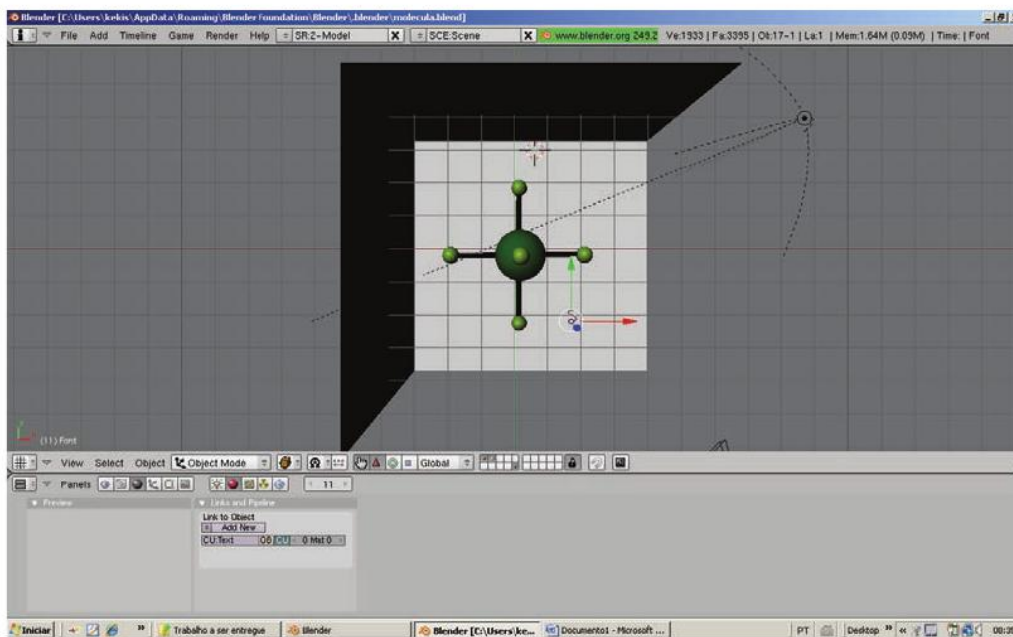 Blender [C:\Users\kekis\AppData\Roaming\Blender Foundation\Blender\.blender\molecula.blend]
File Add Timeline Game Render Help SR:2-Model X SCE:Scene X www.blender.org 249.2 Ve:1933 | Fa:3395 | Ob:17-1 | La:1 | Mem:1.64M (0.09M) | Time: | Font
(11) Font
View Select Object Object Mode Global
Panels 11
Preview Links and Pipeline
Link to Object
Add New
CU:Text OB CU 0 Mat 0
Iniciar Trabalho a ser entregue Blender Blender [C:\Users\ke... Documento1 - Microsoft ... PT Desktop